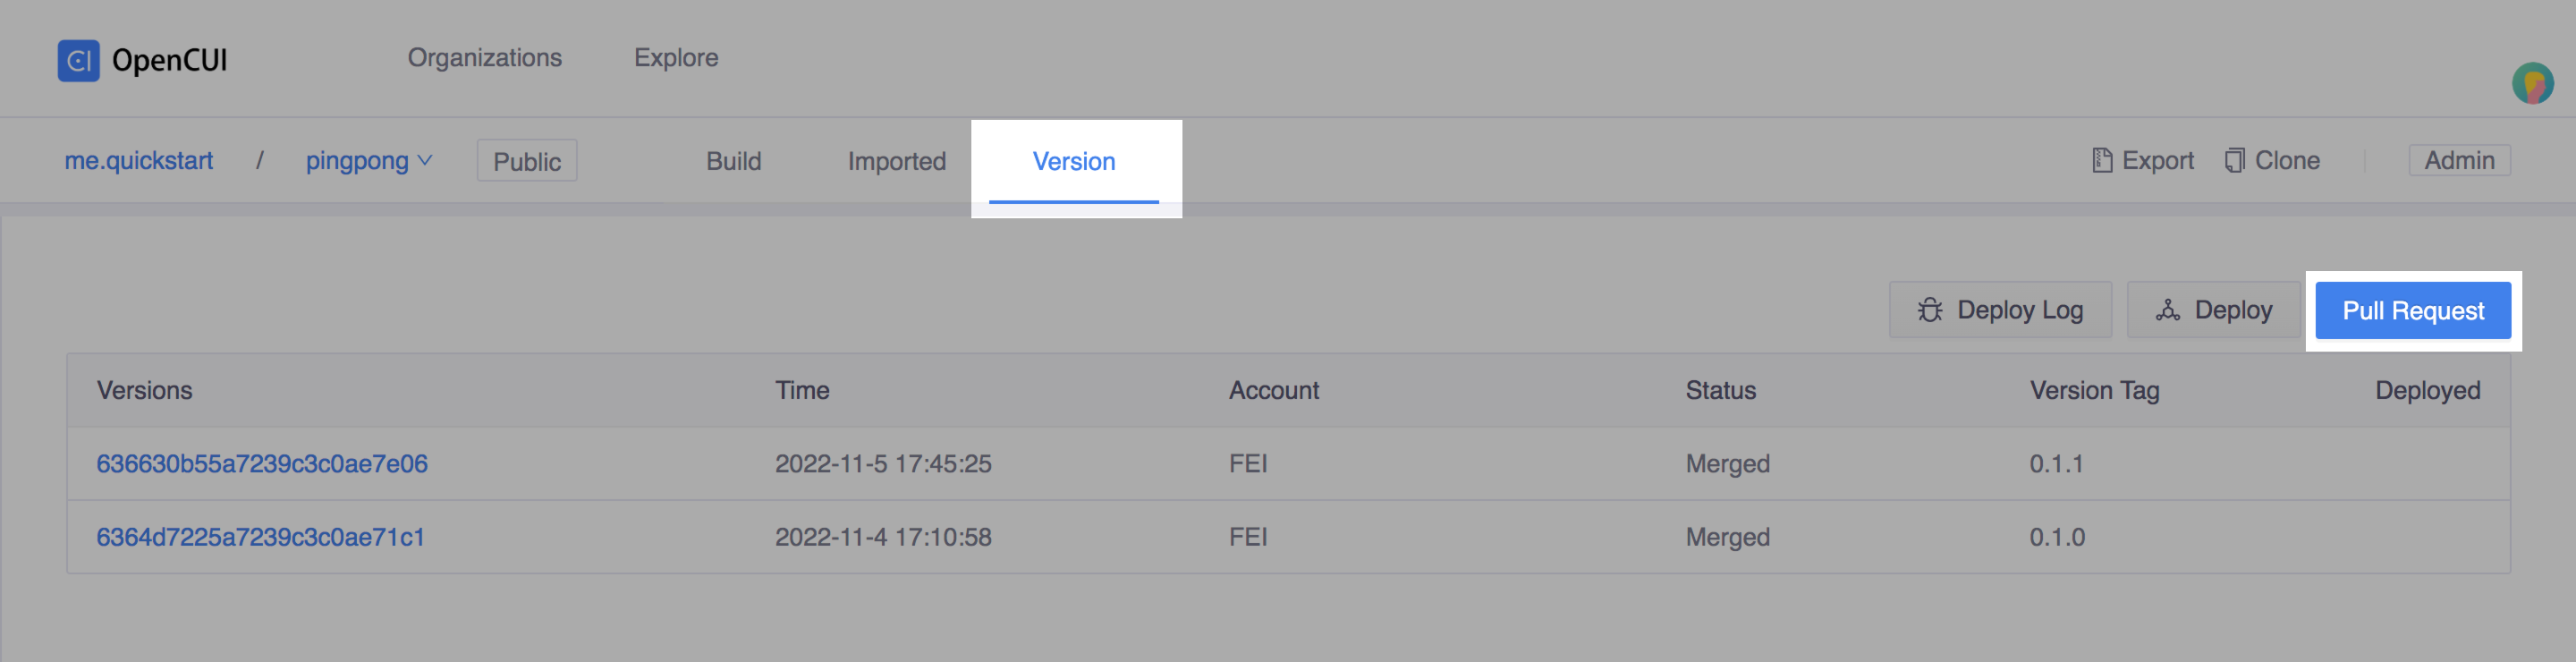 CI OpenCUI Organizations Explore
me.quickstart / pingpong Public Build Imported Version Export Clone Admin
Deploy Log Deploy Pull Request
Versions Time Account Status Version Tag Deployed
636630b55a7239c3c0ae7e06 2022-11-5 17:45:25 FEI Merged 0.1.1
6364d7225a7239c3c0ae71c1 2022-11-4 17:10:58 FEI Merged 0.1.0